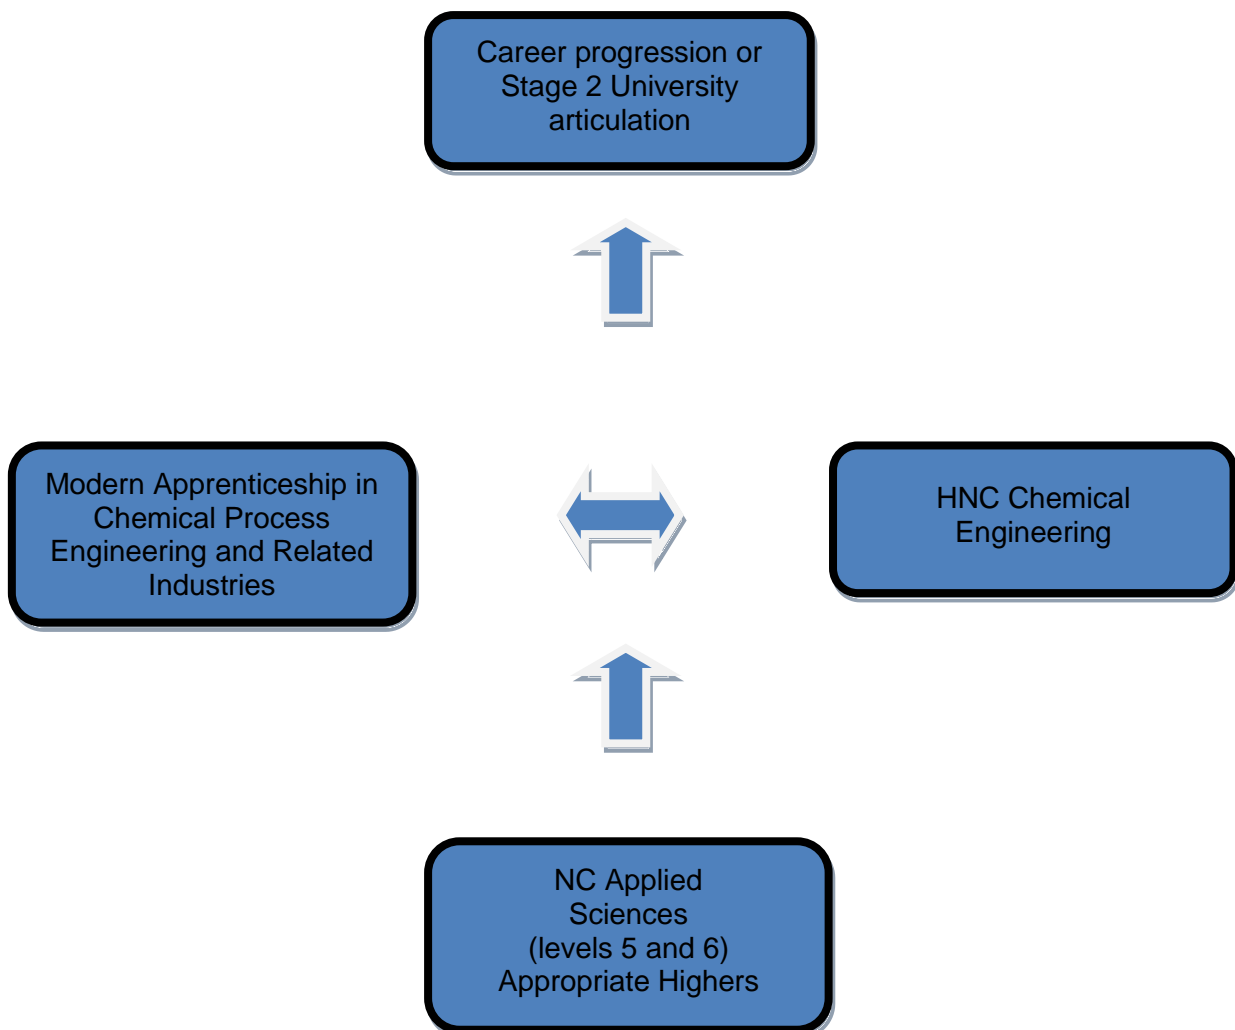 Career progression or
Stage 2 University
articulation
Modern Apprenticeship in
Chemical Process
Engineering and Related
Industries
HNC Chemical
Engineering
NC Applied
Sciences
(levels 5 and 6)
Appropriate Highers